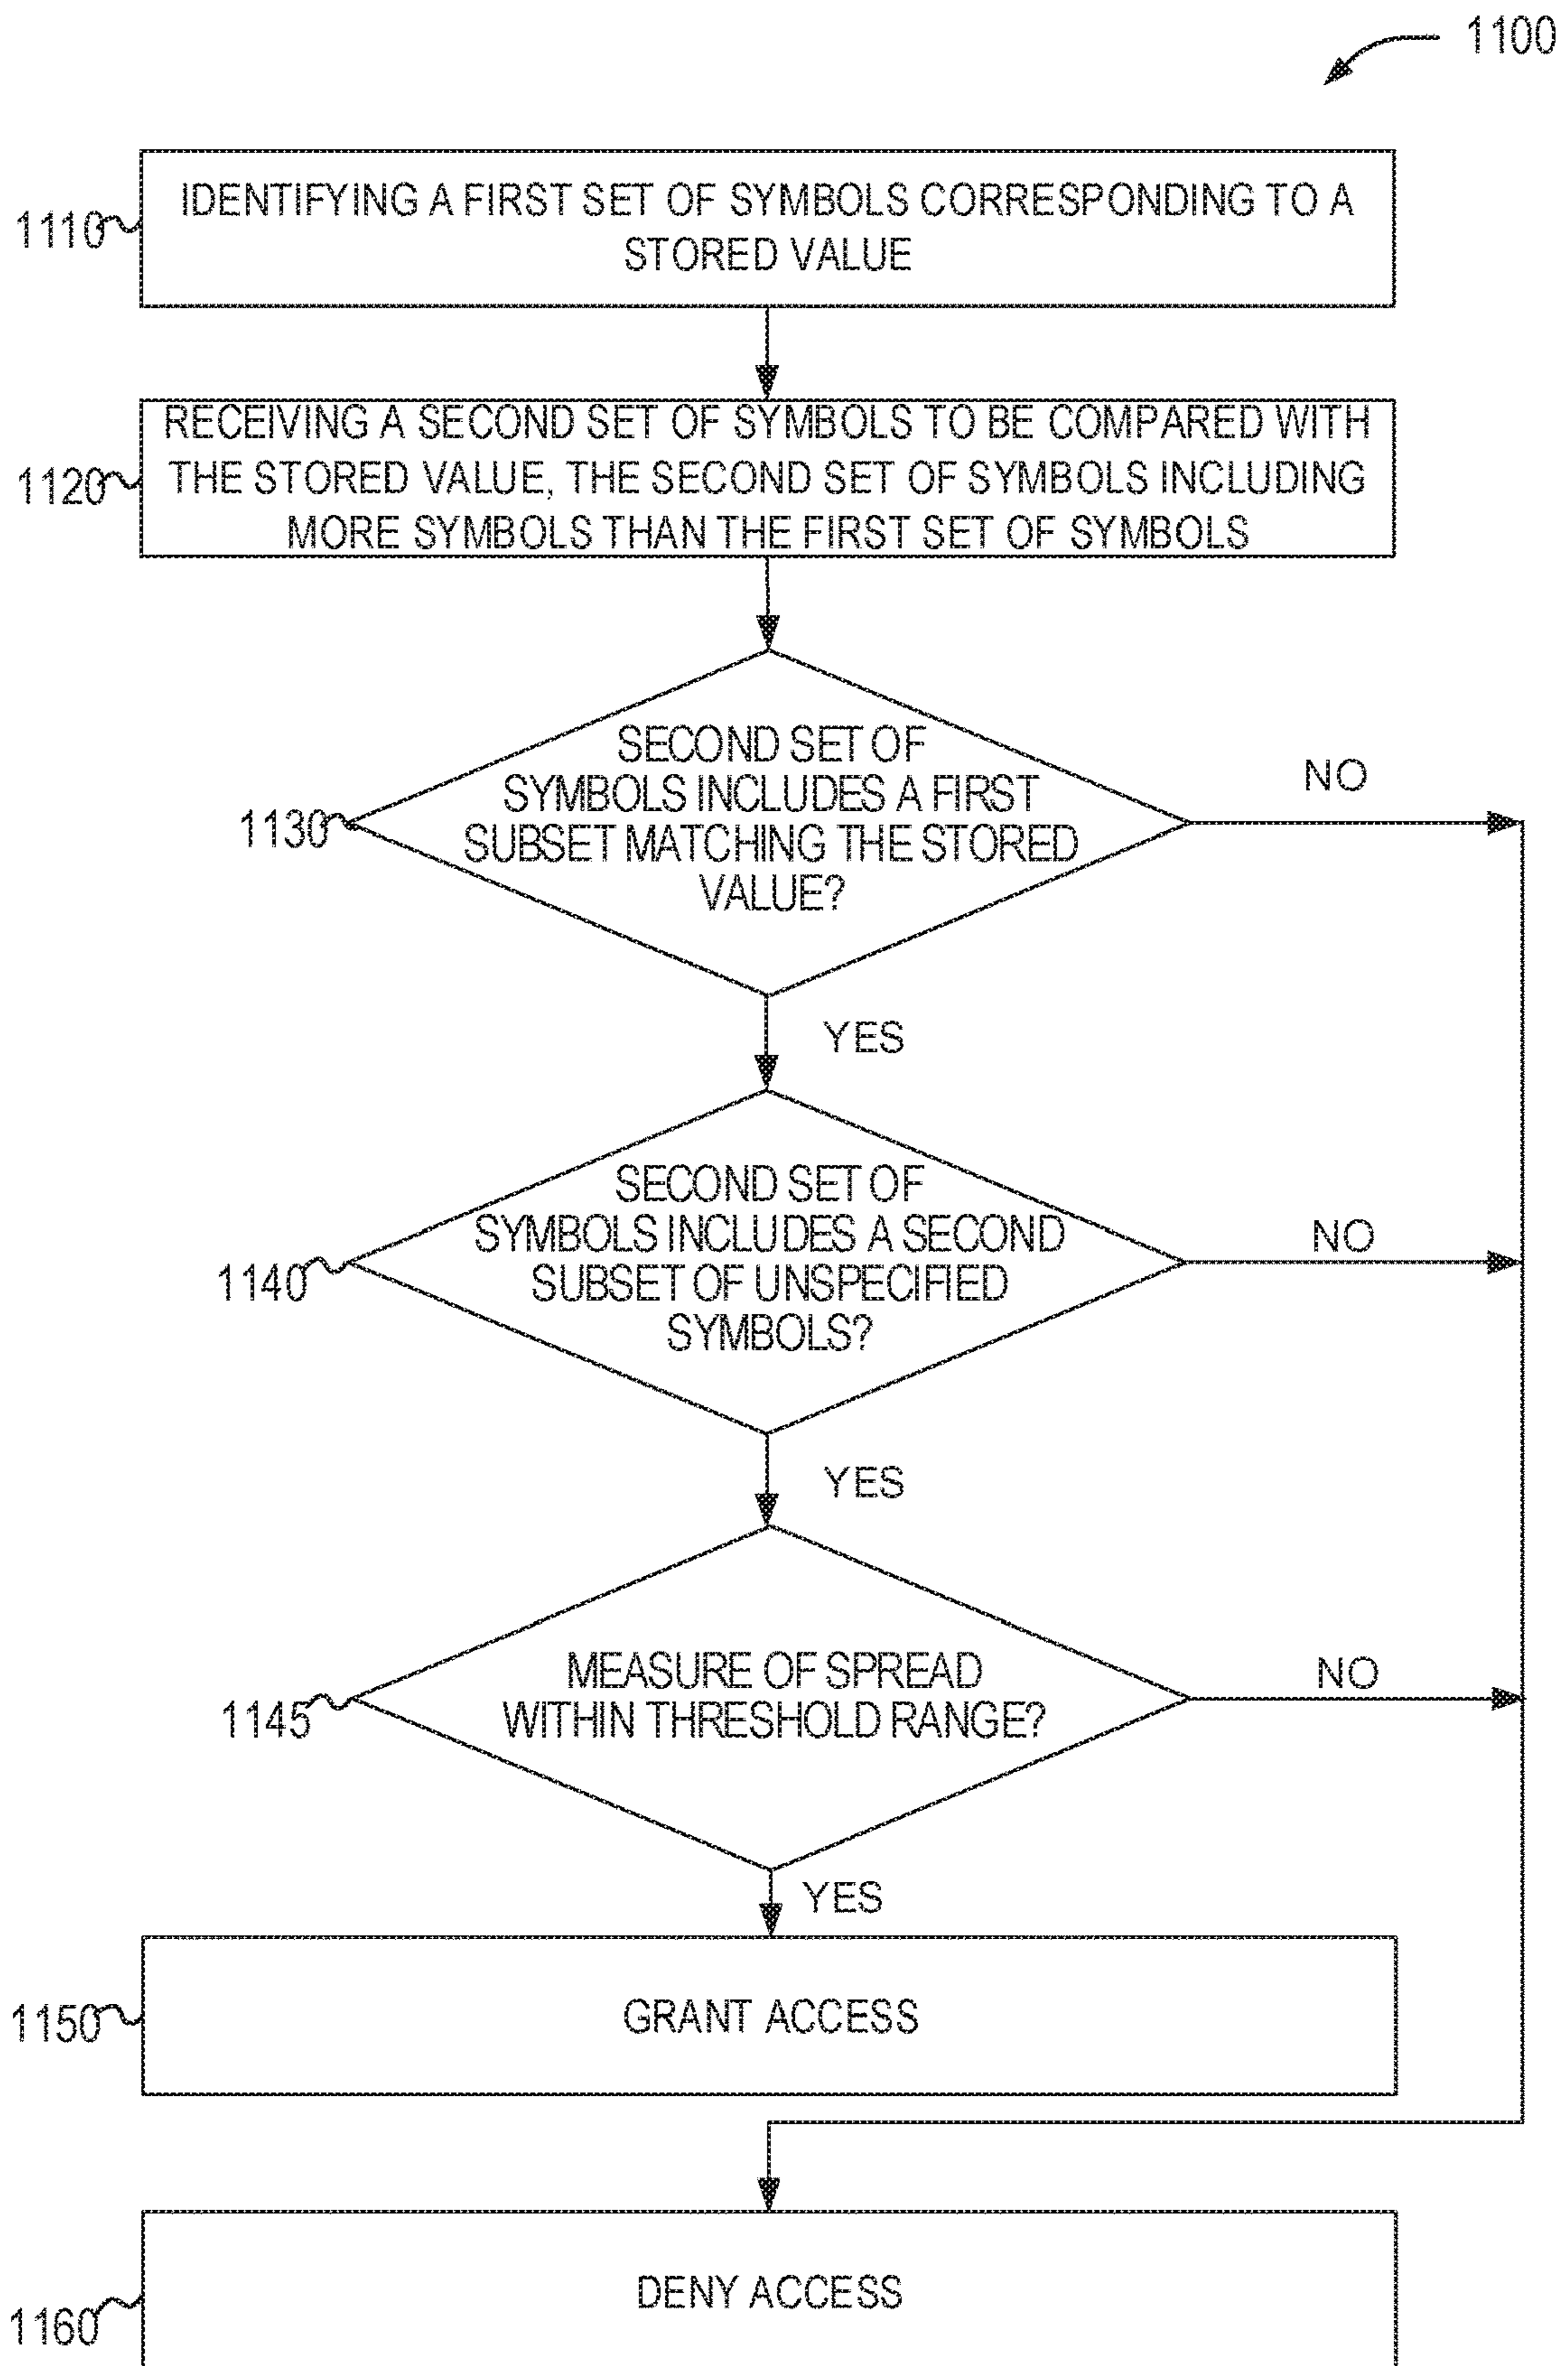 1100
IDENTIFYING A FIRST SET OF SYMBOLS CORRESPONDING TO A
STORED VALUE
1110
RECEIVING A SECOND SET OF SYMBOLS TO BE COMPARED WITH
THE STORED VALUE, THE SECOND SET OF SYMBOLS INCLUDING
MORE SYMBOLS THAN THE FIRST SET OF SYMBOLS
1120
SECOND SET OF
SYMBOLS INCLUDES A FIRST
SUBSET MATCHING THE STORED
VALUE?
1130
NO
YES
SECOND SET OF
SYMBOLS INCLUDES A SECOND
SUBSET OF UNSPECIFIED
SYMBOLS?
1140
NO
YES
MEASURE OF SPREAD
WITHIN THRESHOLD RANGE?
1145
NO
YES
GRANT ACCESS
1150
DENY ACCESS
1160